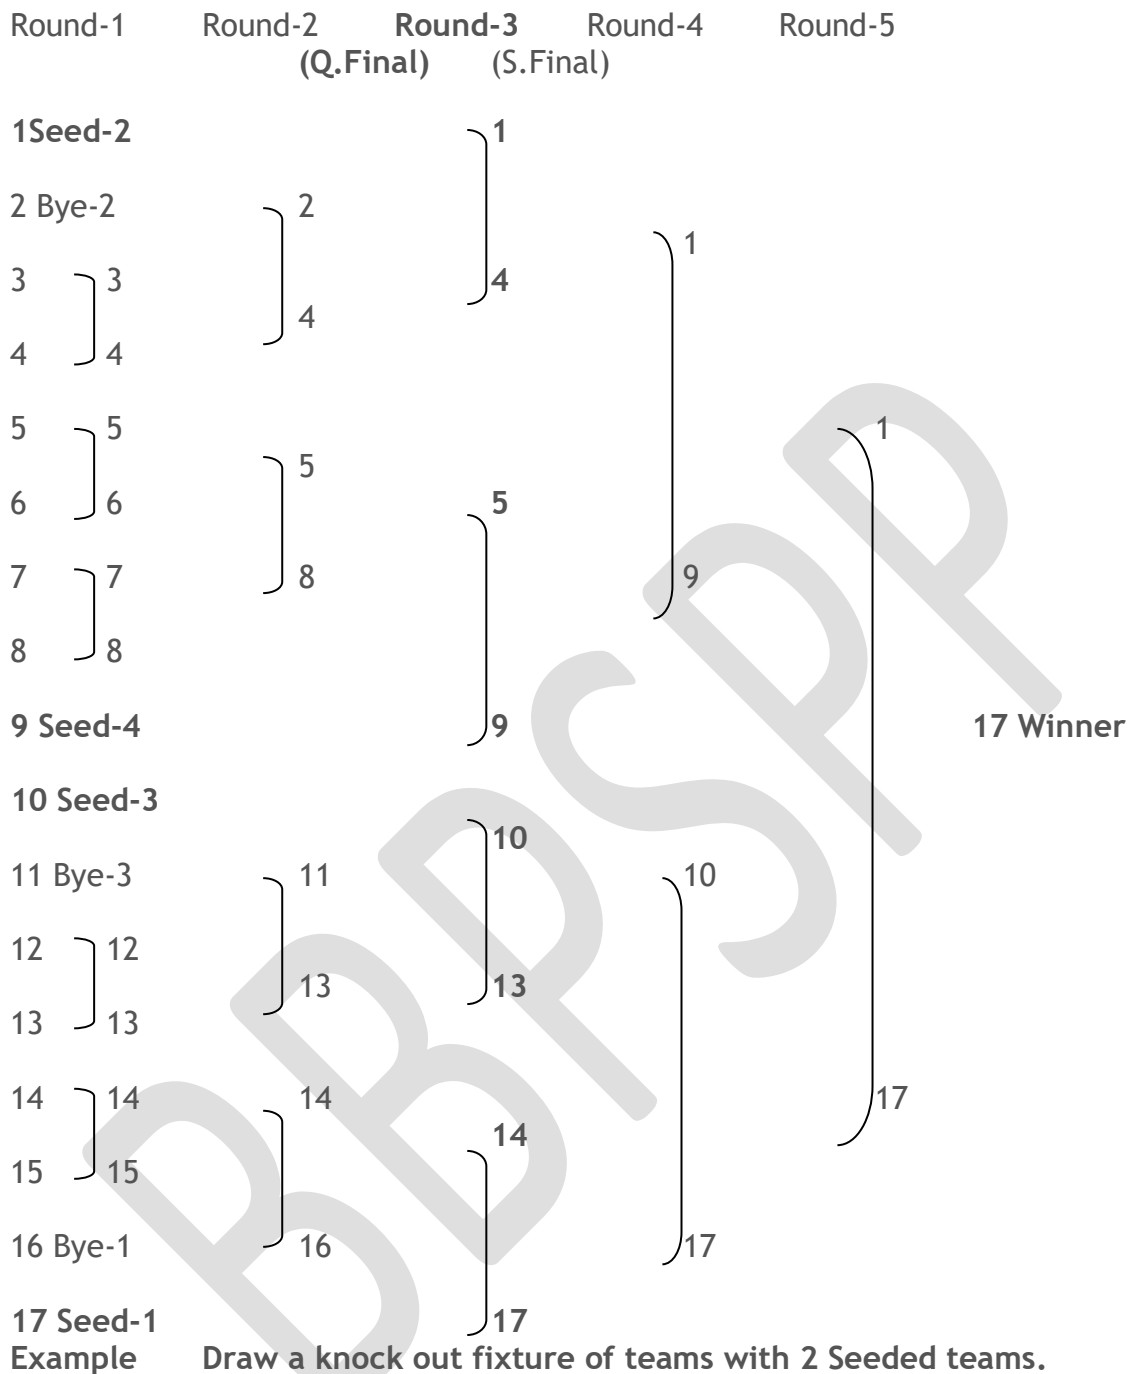 Round-1 Round-2 Round-3 Round-4 Round-5
(Q.Final) (S.Final)
1Seed-2 1
2 Bye-2 2
1
3 3 4
4
4 4
5 5 1
5
6 6 5
7 7 8 9
8 8
9 Seed-4 9 17 Winner
10 Seed-3
10
11 Bye-3 11 10
12 12
13 13
13 13
14 14 14 17
14
15 15
16 Bye-1 16 17
17 Seed-1 17
Example Draw a knock out fixture of teams with 2 Seeded teams.
BBPSPP